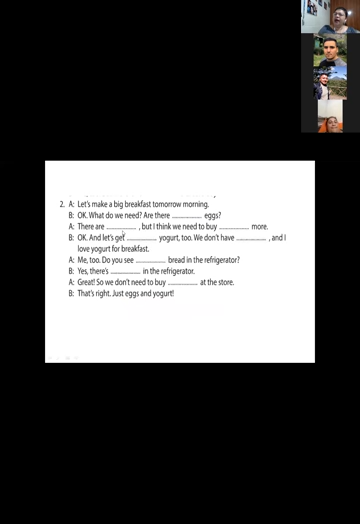 2. A: Let's make a big breakfast tomorrow morning.
B: OK. What do we need? Are there .................. eggs?
A: There are .................. , but I think we need to buy .................. more.
B: OK. And let's get .................. yogurt, too. We don't have .................. , and I
love yogurt for breakfast.
A: Me, too. Do you see .................. bread in the refrigerator?
B: Yes, there's .................. in the refrigerator.
A: Great! So we don't need to buy .................. at the store.
B: That's right. Just eggs and yogurt!